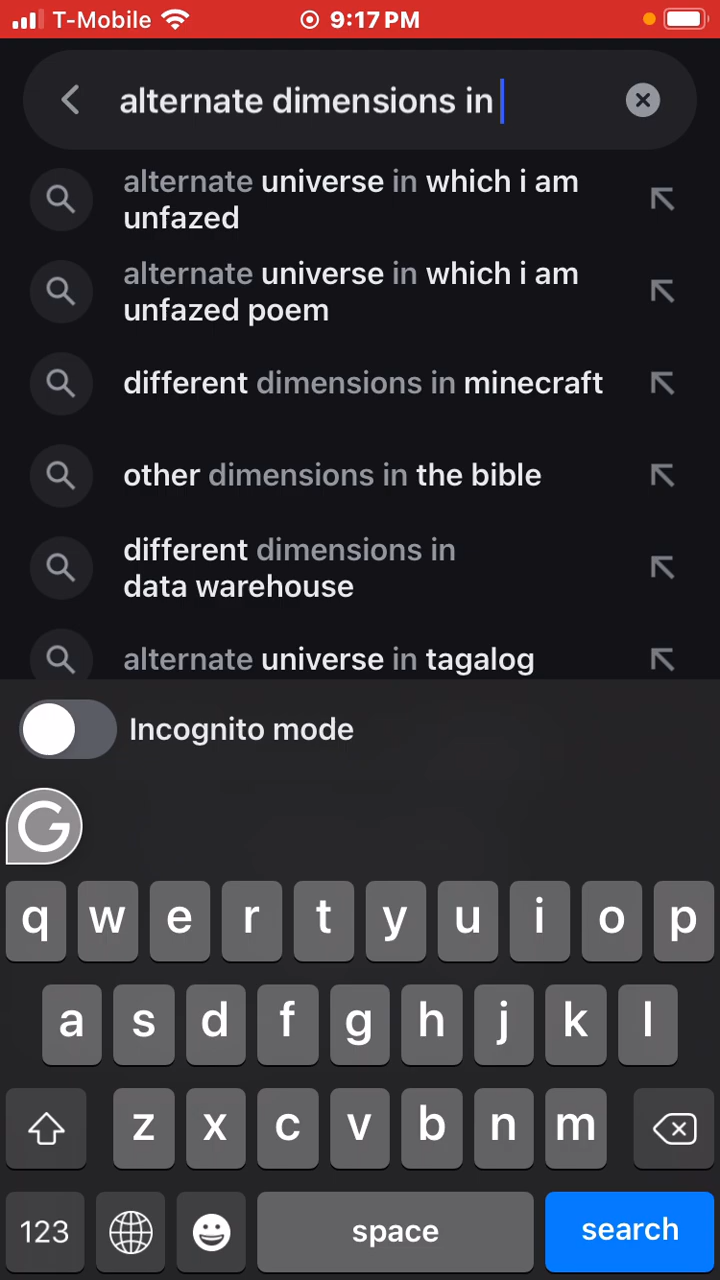 T-Mobile 9:17PM
alternate dimensions in
alternate universe in which i am
unfazed
alternate universe in which i am
unfazed poem
different dimensions in minecraft
other dimensions in the bible
different dimensions in
data warehouse
alternate universe in tagalog
Incognito mode
G
q w e r t y u i o p
a s d f g h j k l
z x c v b n m
123 space search